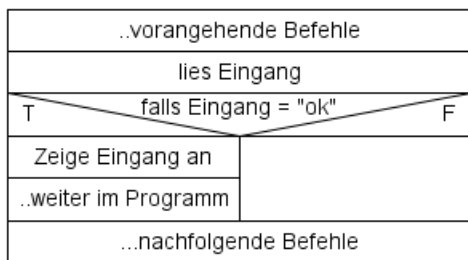 ..vorangehende Befehle
lies Eingang
falls Eingang = "ok"
T
F
Zeige Eingang an
..weiter im Programm
...nachfolgende Befehle